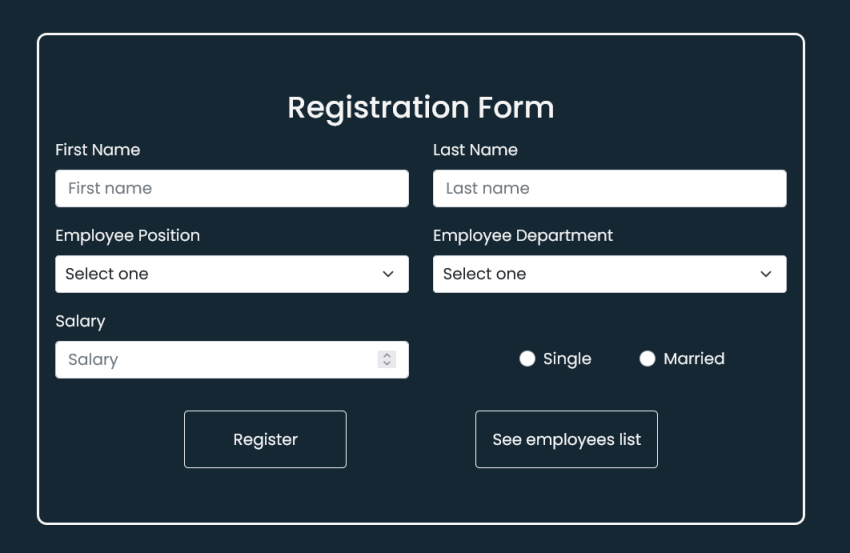 Registration Form
First Name
Last Name
First name
Last name
Employee Position
Employee Department
Select one
Select one
Salary
Salary
Single
Married
Register
See employees list